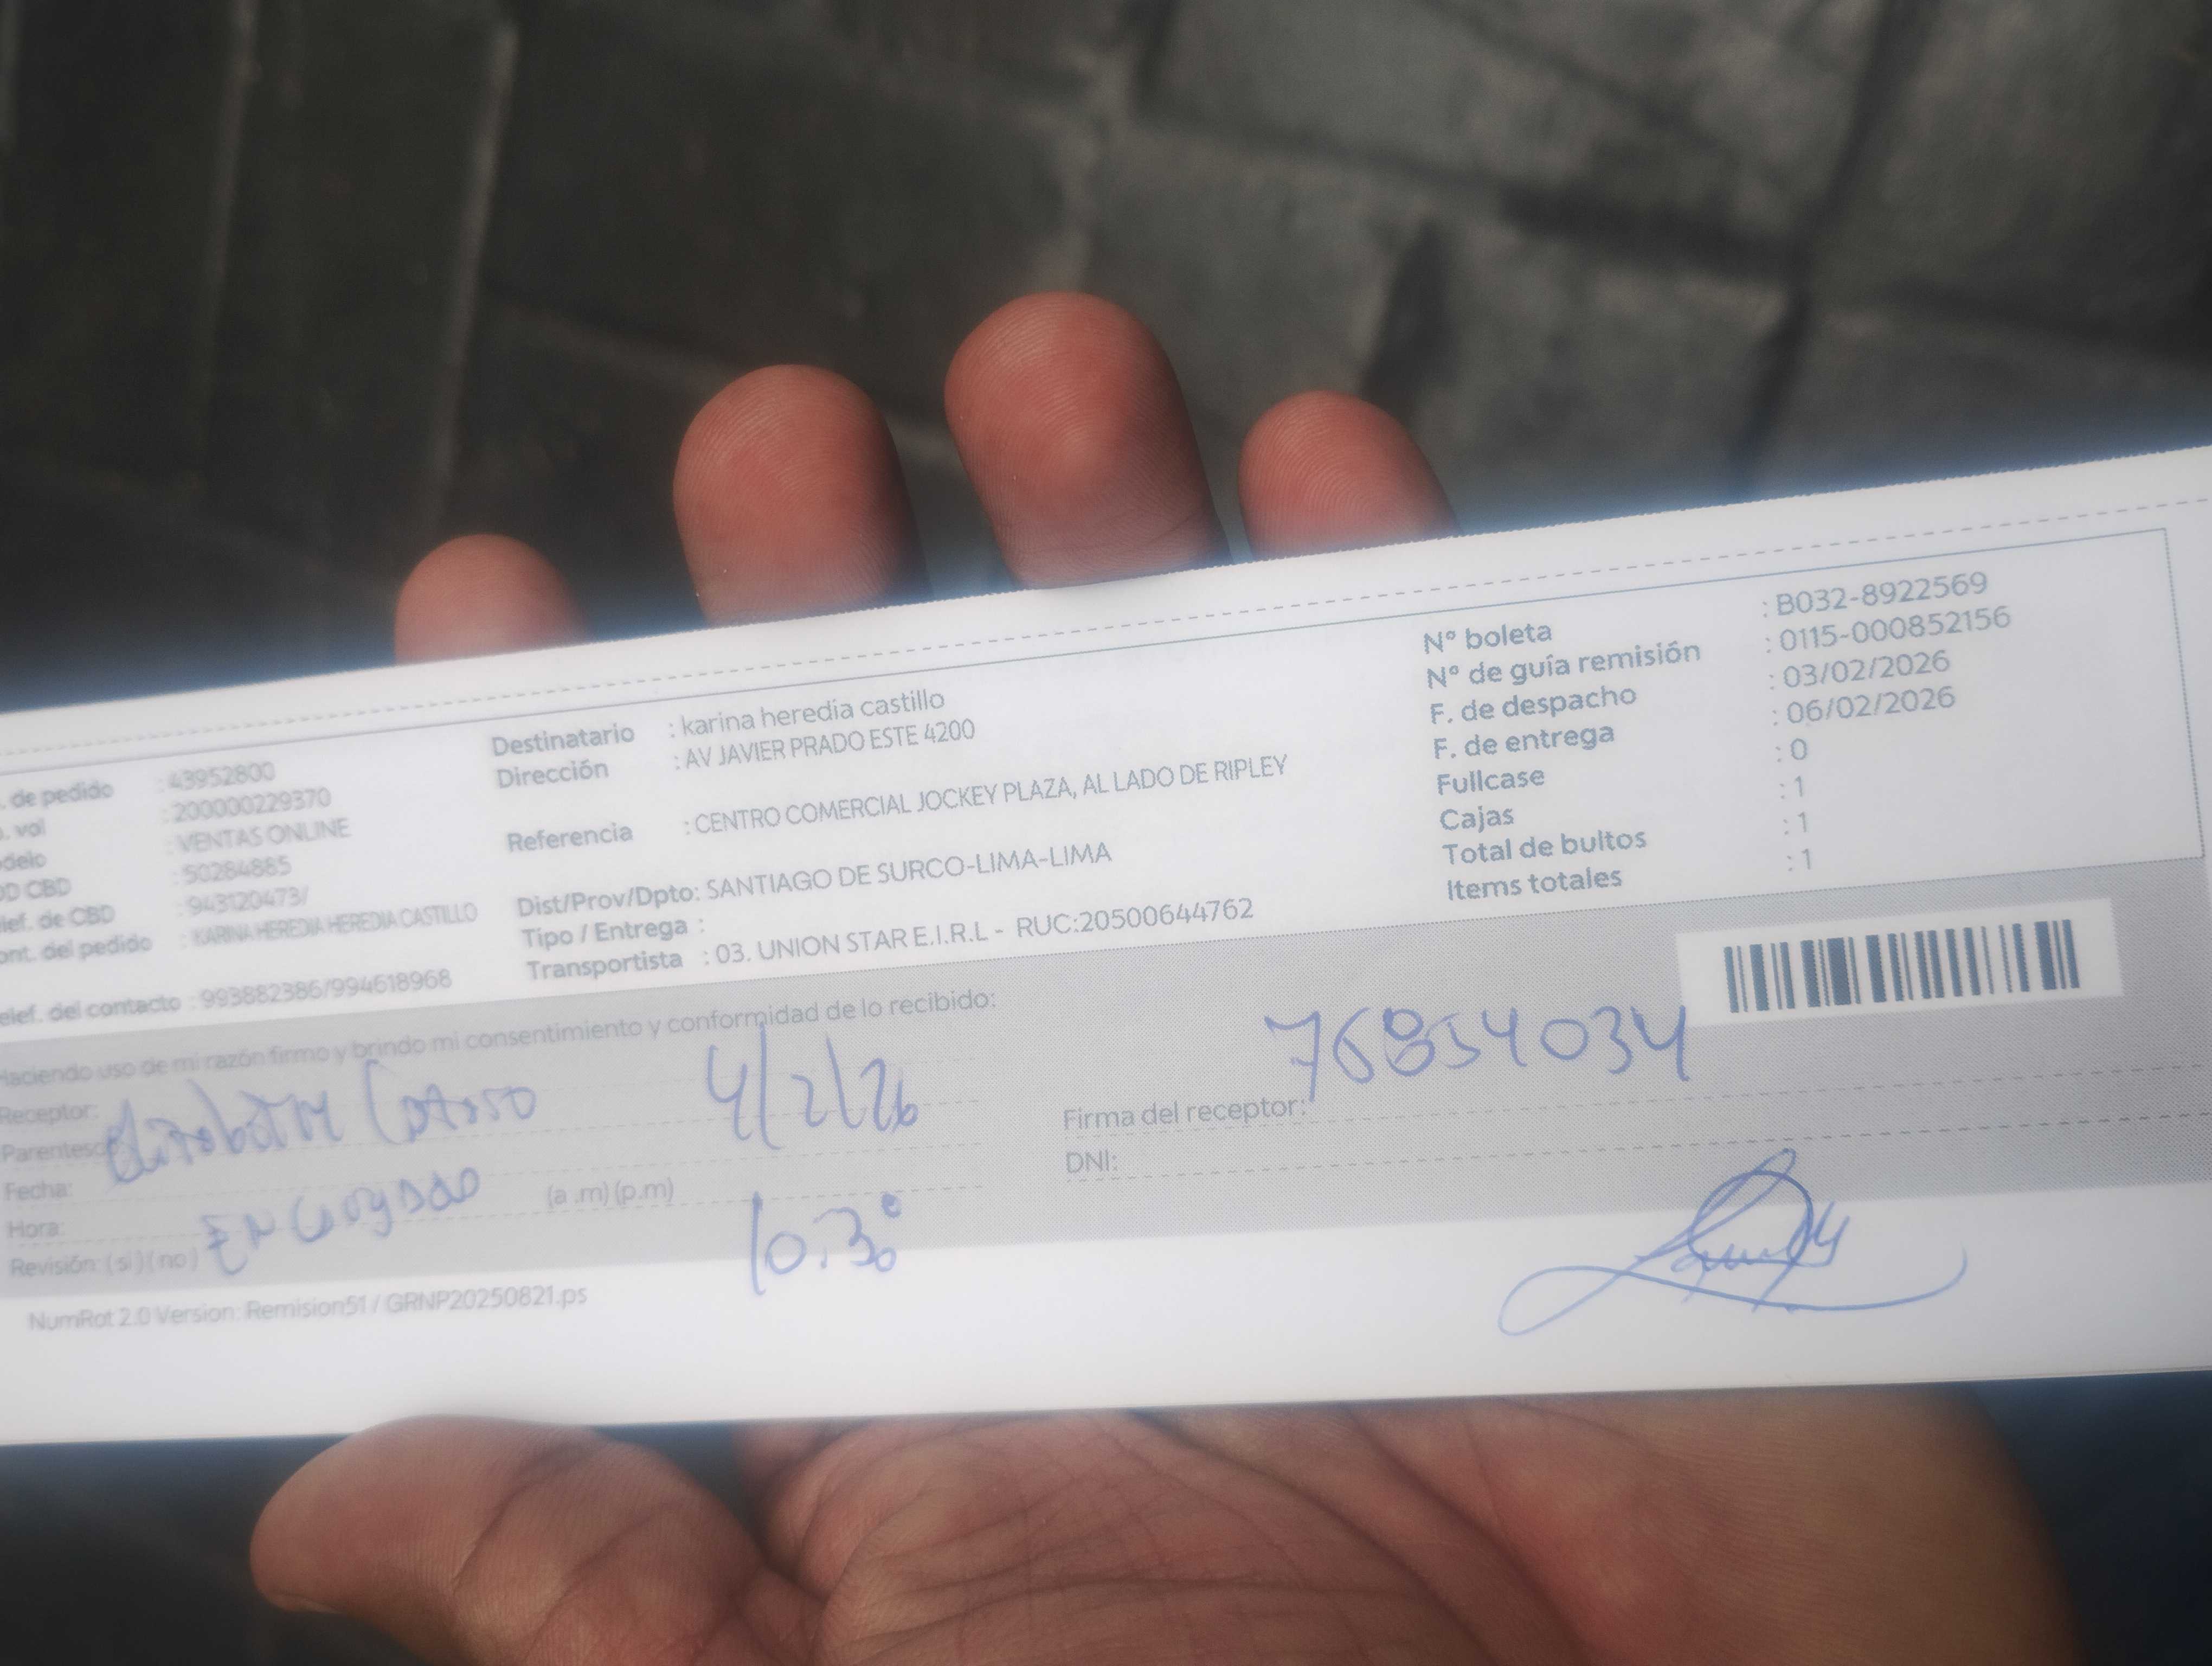 . de pedido : 43952800
. val : 200000229370
delo : VENTAS ONLINE
OD CBD : 50284885
elef. de CBD : 943120473/
ont. del pedido : KARINA HEREDIA HEREDIA CASTILLO
elef. del contacto : 993882386/994618968
Destinatario : karina heredia castillo
Dirección : AV JAVIER PRADO ESTE 4200
Referencia : CENTRO COMERCIAL JOCKEY PLAZA, AL LADO DE RIPLEY
Dist/Prov/Dpto: SANTIAGO DE SURCO-LIMA-LIMA
Tipo / Entrega :
Transportista : 03. UNION STAR E.I.R.L - RUC:20500644762
Nº boleta : B032-8922569
Nº de guía remisión : 0115-000852156
F. de despacho : 03/02/2026
F. de entrega : 06/02/2026
Fullcase : 0
Cajas : 1
Total de bultos : 1
Items totales : 1
Haciendo uso de mi razón firmo y brindo mi consentimiento y conformidad de lo recibido:
Receptor:
Parentesco
Fecha: 4/2/26
Hora: (a .m) (p.m) 10:30
Revisión: (si) (no)
Firma del receptor: 76854034
DNI:
NumRot 2.0 Version: Remision51 / GRNP20250821.ps